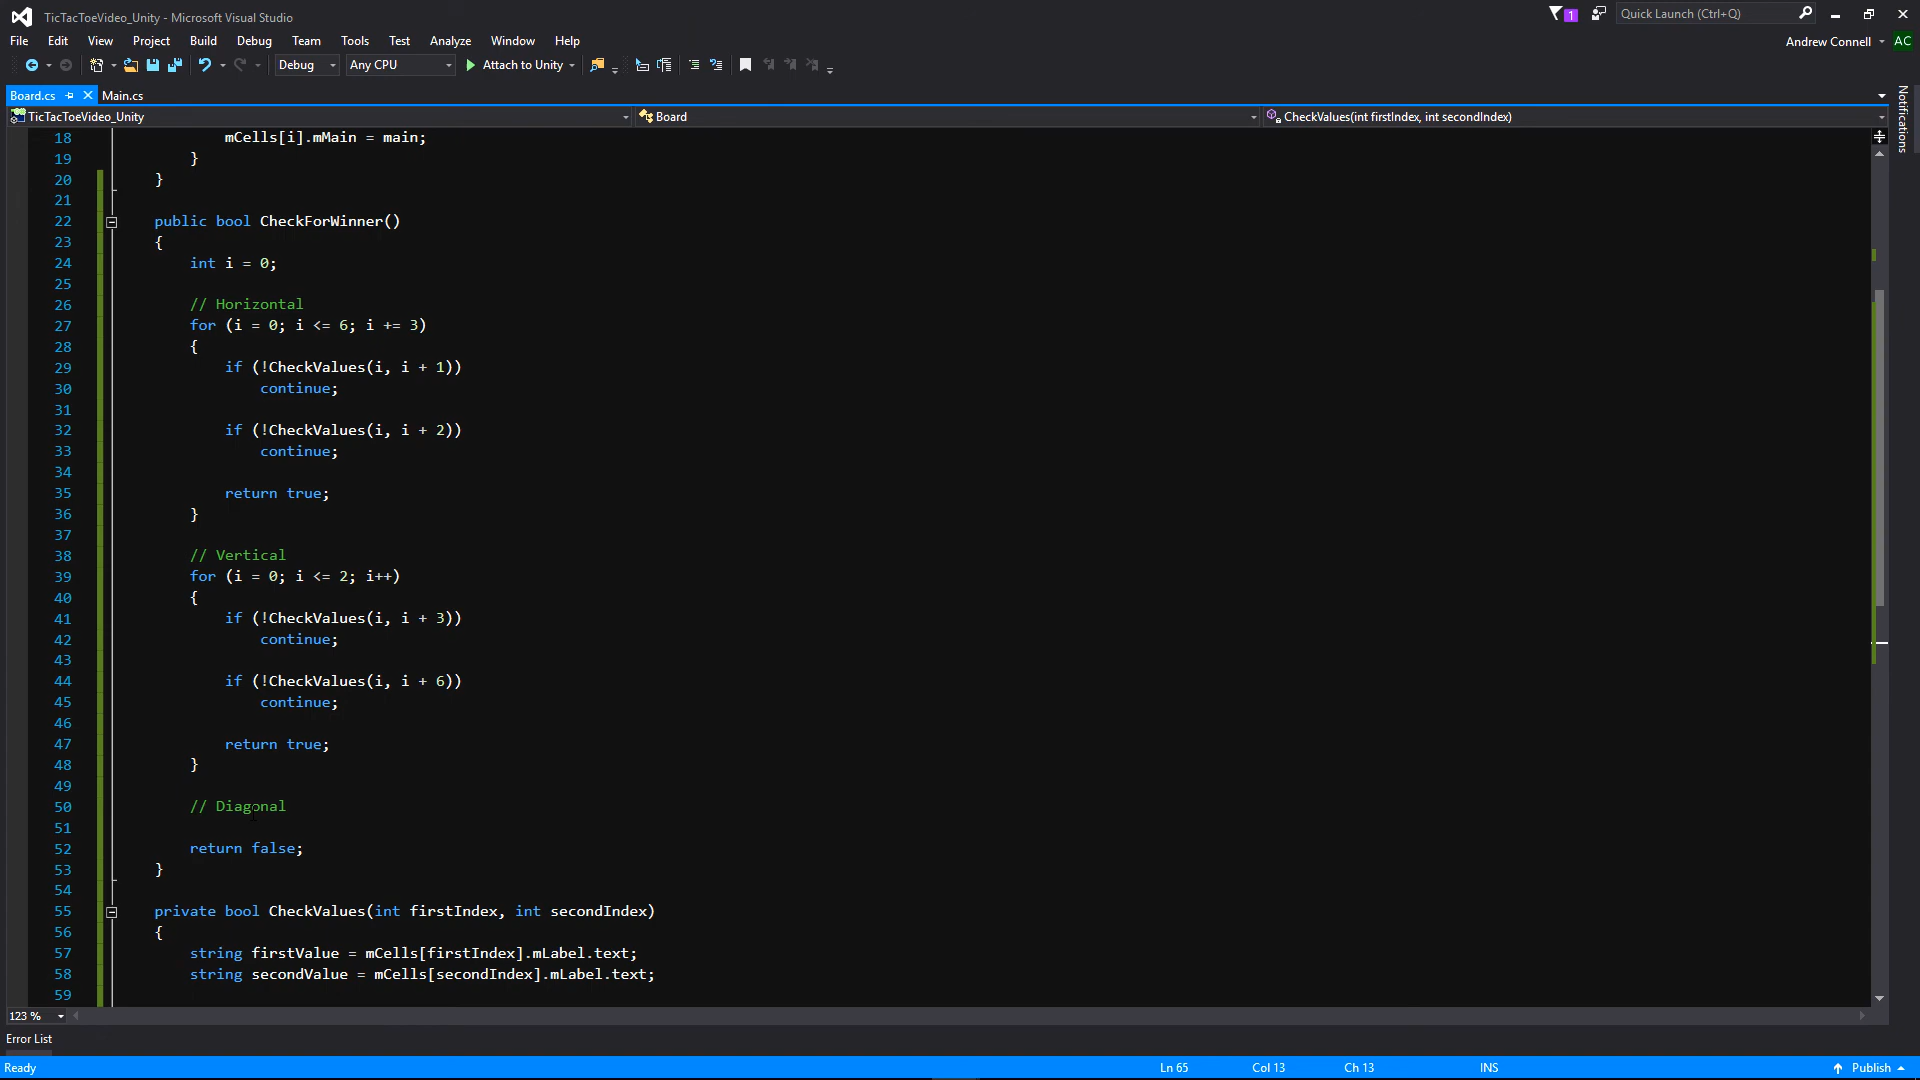 TicTacToeVideo_Unity - Microsoft Visual Studio
1
Quick Launch (Ctrl+Q)
File Edit View Project Build Debug Team Tools Test Analyze Window Help
Andrew Connell AC
Debug Any CPU Attach to Unity
Board.cs Main.cs
Notifications
TicTacToeVideo_Unity Board CheckValues(int firstIndex, int secondIndex)
18 mCells[i].mMain = main;
19 }
20 }
21
22 public bool CheckForWinner()
23 {
24 int i = 0;
25
26 // Horizontal
27 for (i = 0; i <= 6; i += 3)
28 {
29 if (!CheckValues(i, i + 1))
30 continue;
31
32 if (!CheckValues(i, i + 2))
33 continue;
34
35 return true;
36 }
37
38 // Vertical
39 for (i = 0; i <= 2; i++)
40 {
41 if (!CheckValues(i, i + 3))
42 continue;
43
44 if (!CheckValues(i, i + 6))
45 continue;
46
47 return true;
48 }
49
50 // Diagonal
51
52 return false;
53 }
54
55 private bool CheckValues(int firstIndex, int secondIndex)
56 {
57 string firstValue = mCells[firstIndex].mLabel.text;
58 string secondValue = mCells[secondIndex].mLabel.text;
59
123 %
Error List
Ready Ln 65 Col 13 Ch 13 INS Publish